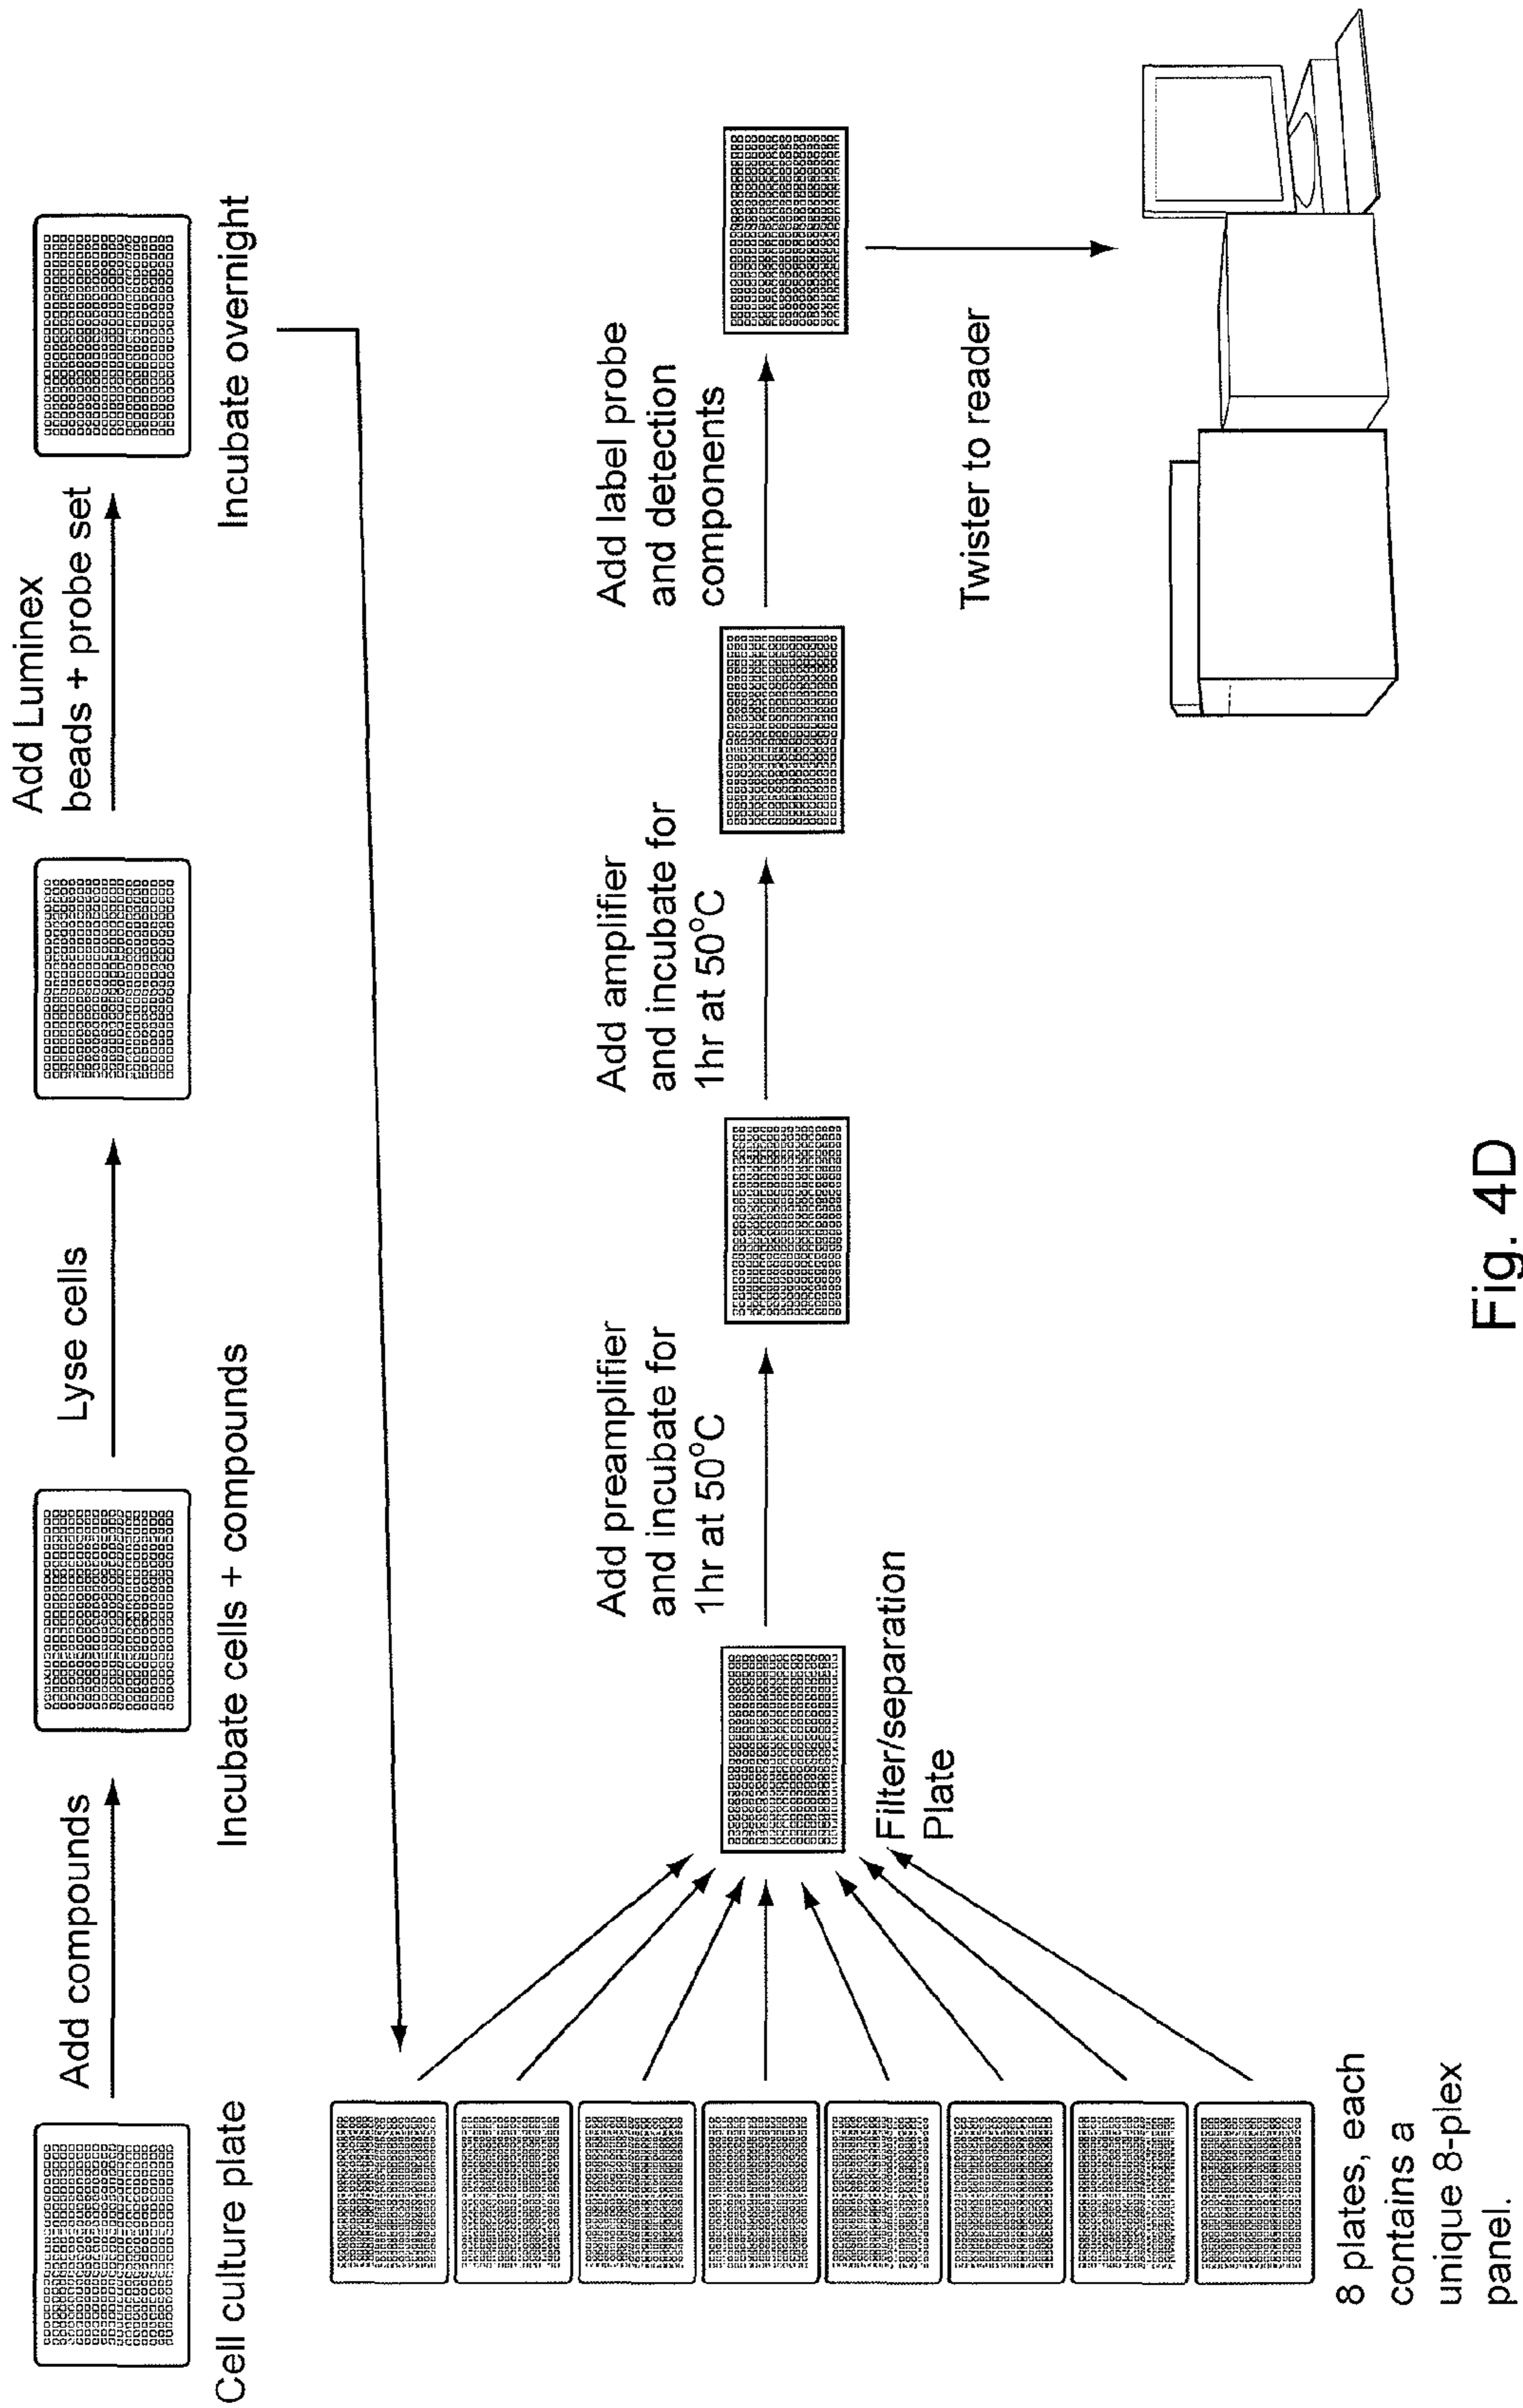 Cell culture plate
Add compounds
Incubate cells + compounds
Lyse cells
Add Luminex
beads + probe set
Incubate overnight
8 plates, each
contains a
unique 8-plex
panel.
Filter/separation
Plate
Add preamplifier
and incubate for
1hr at 50°C
Add amplifier
and incubate for
1hr at 50°C
Add label probe
and detection
components
Twister to reader
Fig. 4D